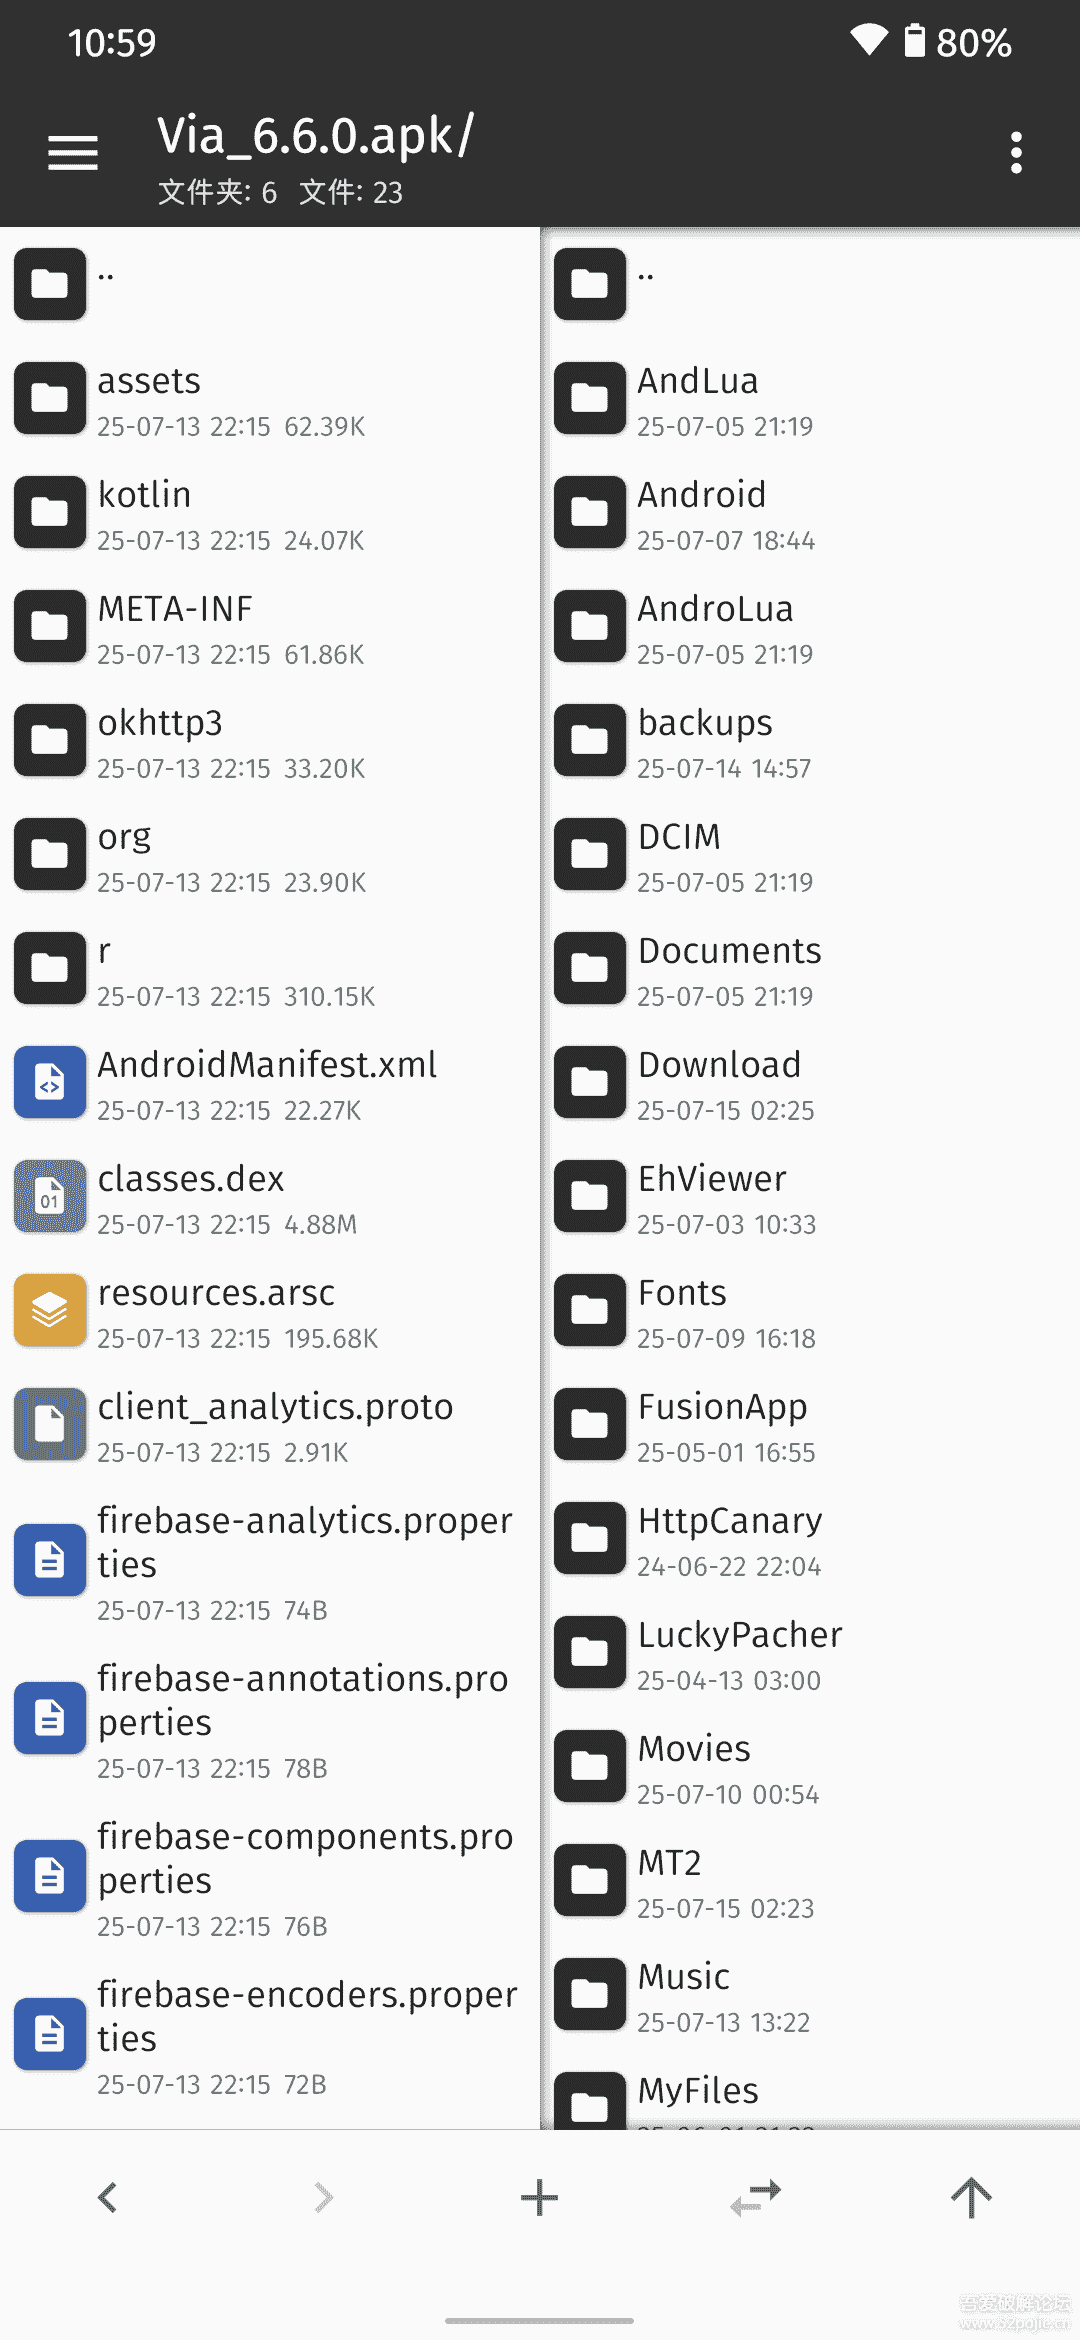 10:59
80%
Via_6.6.0.apk/
文件夹: 6 文件: 23
..
assets
25-07-13 22:15 62.39K
kotlin
25-07-13 22:15 24.07K
META-INF
25-07-13 22:15 61.86K
okhttp3
25-07-13 22:15 33.20K
org
25-07-13 22:15 23.90K
r
25-07-13 22:15 310.15K
AndroidManifest.xml
25-07-13 22:15 22.27K
01
classes.dex
25-07-13 22:15 4.88M
resources.arsc
25-07-13 22:15 195.68K
client_analytics.proto
25-07-13 22:15 2.91K
firebase-analytics.proper
ties
25-07-13 22:15 74B
firebase-annotations.pro
perties
25-07-13 22:15 78B
firebase-components.pro
perties
25-07-13 22:15 76B
firebase-encoders.proper
ties
25-07-13 22:15 72B
..
AndLua
25-07-05 21:19
Android
25-07-07 18:44
AndroLua
25-07-05 21:19
backups
25-07-14 14:57
DCIM
25-07-05 21:19
Documents
25-07-05 21:19
Download
25-07-15 02:25
EhViewer
25-07-03 10:33
Fonts
25-07-09 16:18
FusionApp
25-05-01 16:55
HttpCanary
24-06-22 22:04
LuckyPacher
25-04-13 03:00
Movies
25-07-10 00:54
MT2
25-07-15 02:23
Music
25-07-13 13:22
MyFiles
吾爱破解论坛
www.52pojie.cn